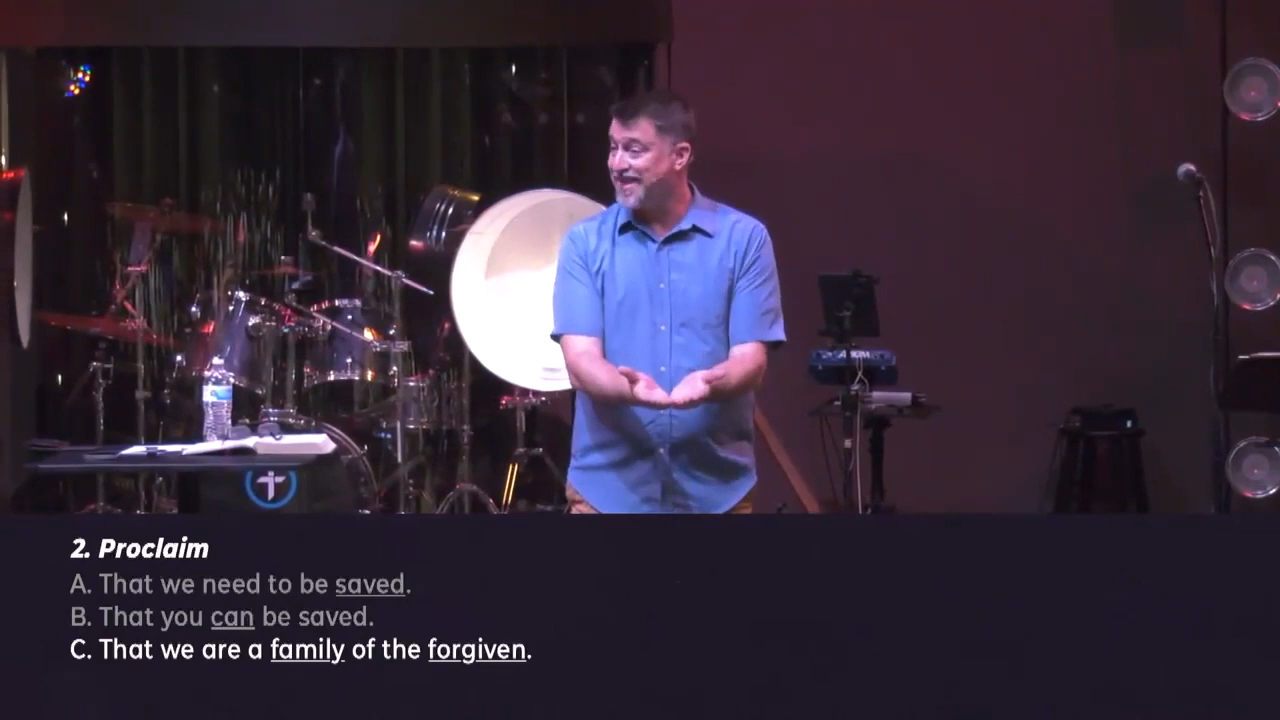 2. Proclaim
A. That we need to be saved.
B. That you can be saved.
C. That we are a family of the forgiven.